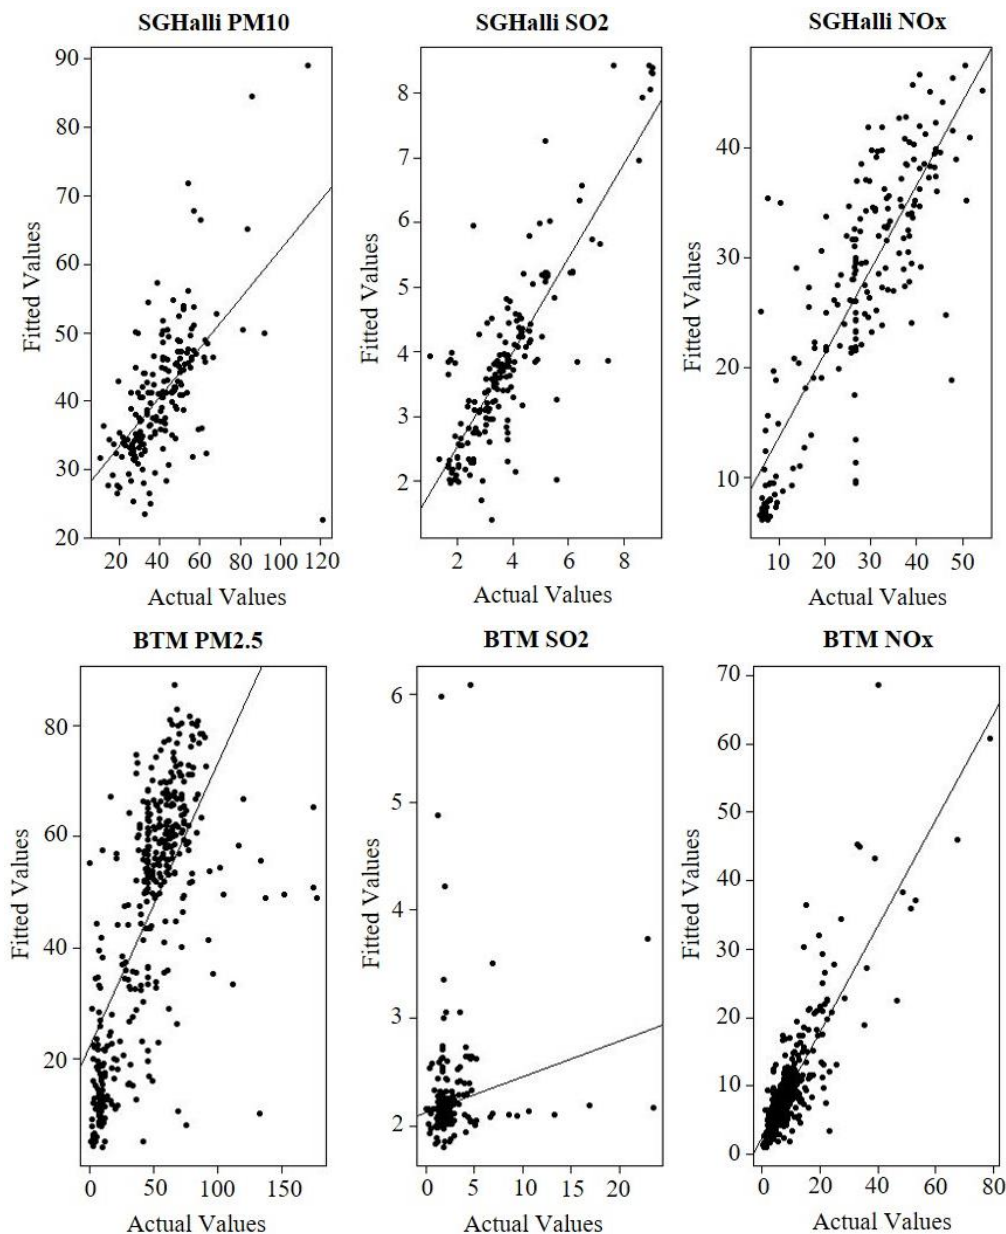 SGHalli PM10
SGHalli SO2
SGHalli NOx
90
80
70
60
50
40
30
20
Fitted Values
20 40 60 80 100 120
Actual Values
8
7
6
5
4
3
2
Fitted Values
2 4 6 8
Actual Values
40
30
20
10
Fitted Values
10 20 30 40 50
Actual Values
BTM PM2.5
BTM SO2
BTM NOx
80
60
40
20
Fitted Values
0 50 100 150
Actual Values
6
5
4
3
2
Fitted Values
0 5 10 15 20
Actual Values
70
60
50
40
30
20
10
0
Fitted Values
0 20 40 60 80
Actual Values